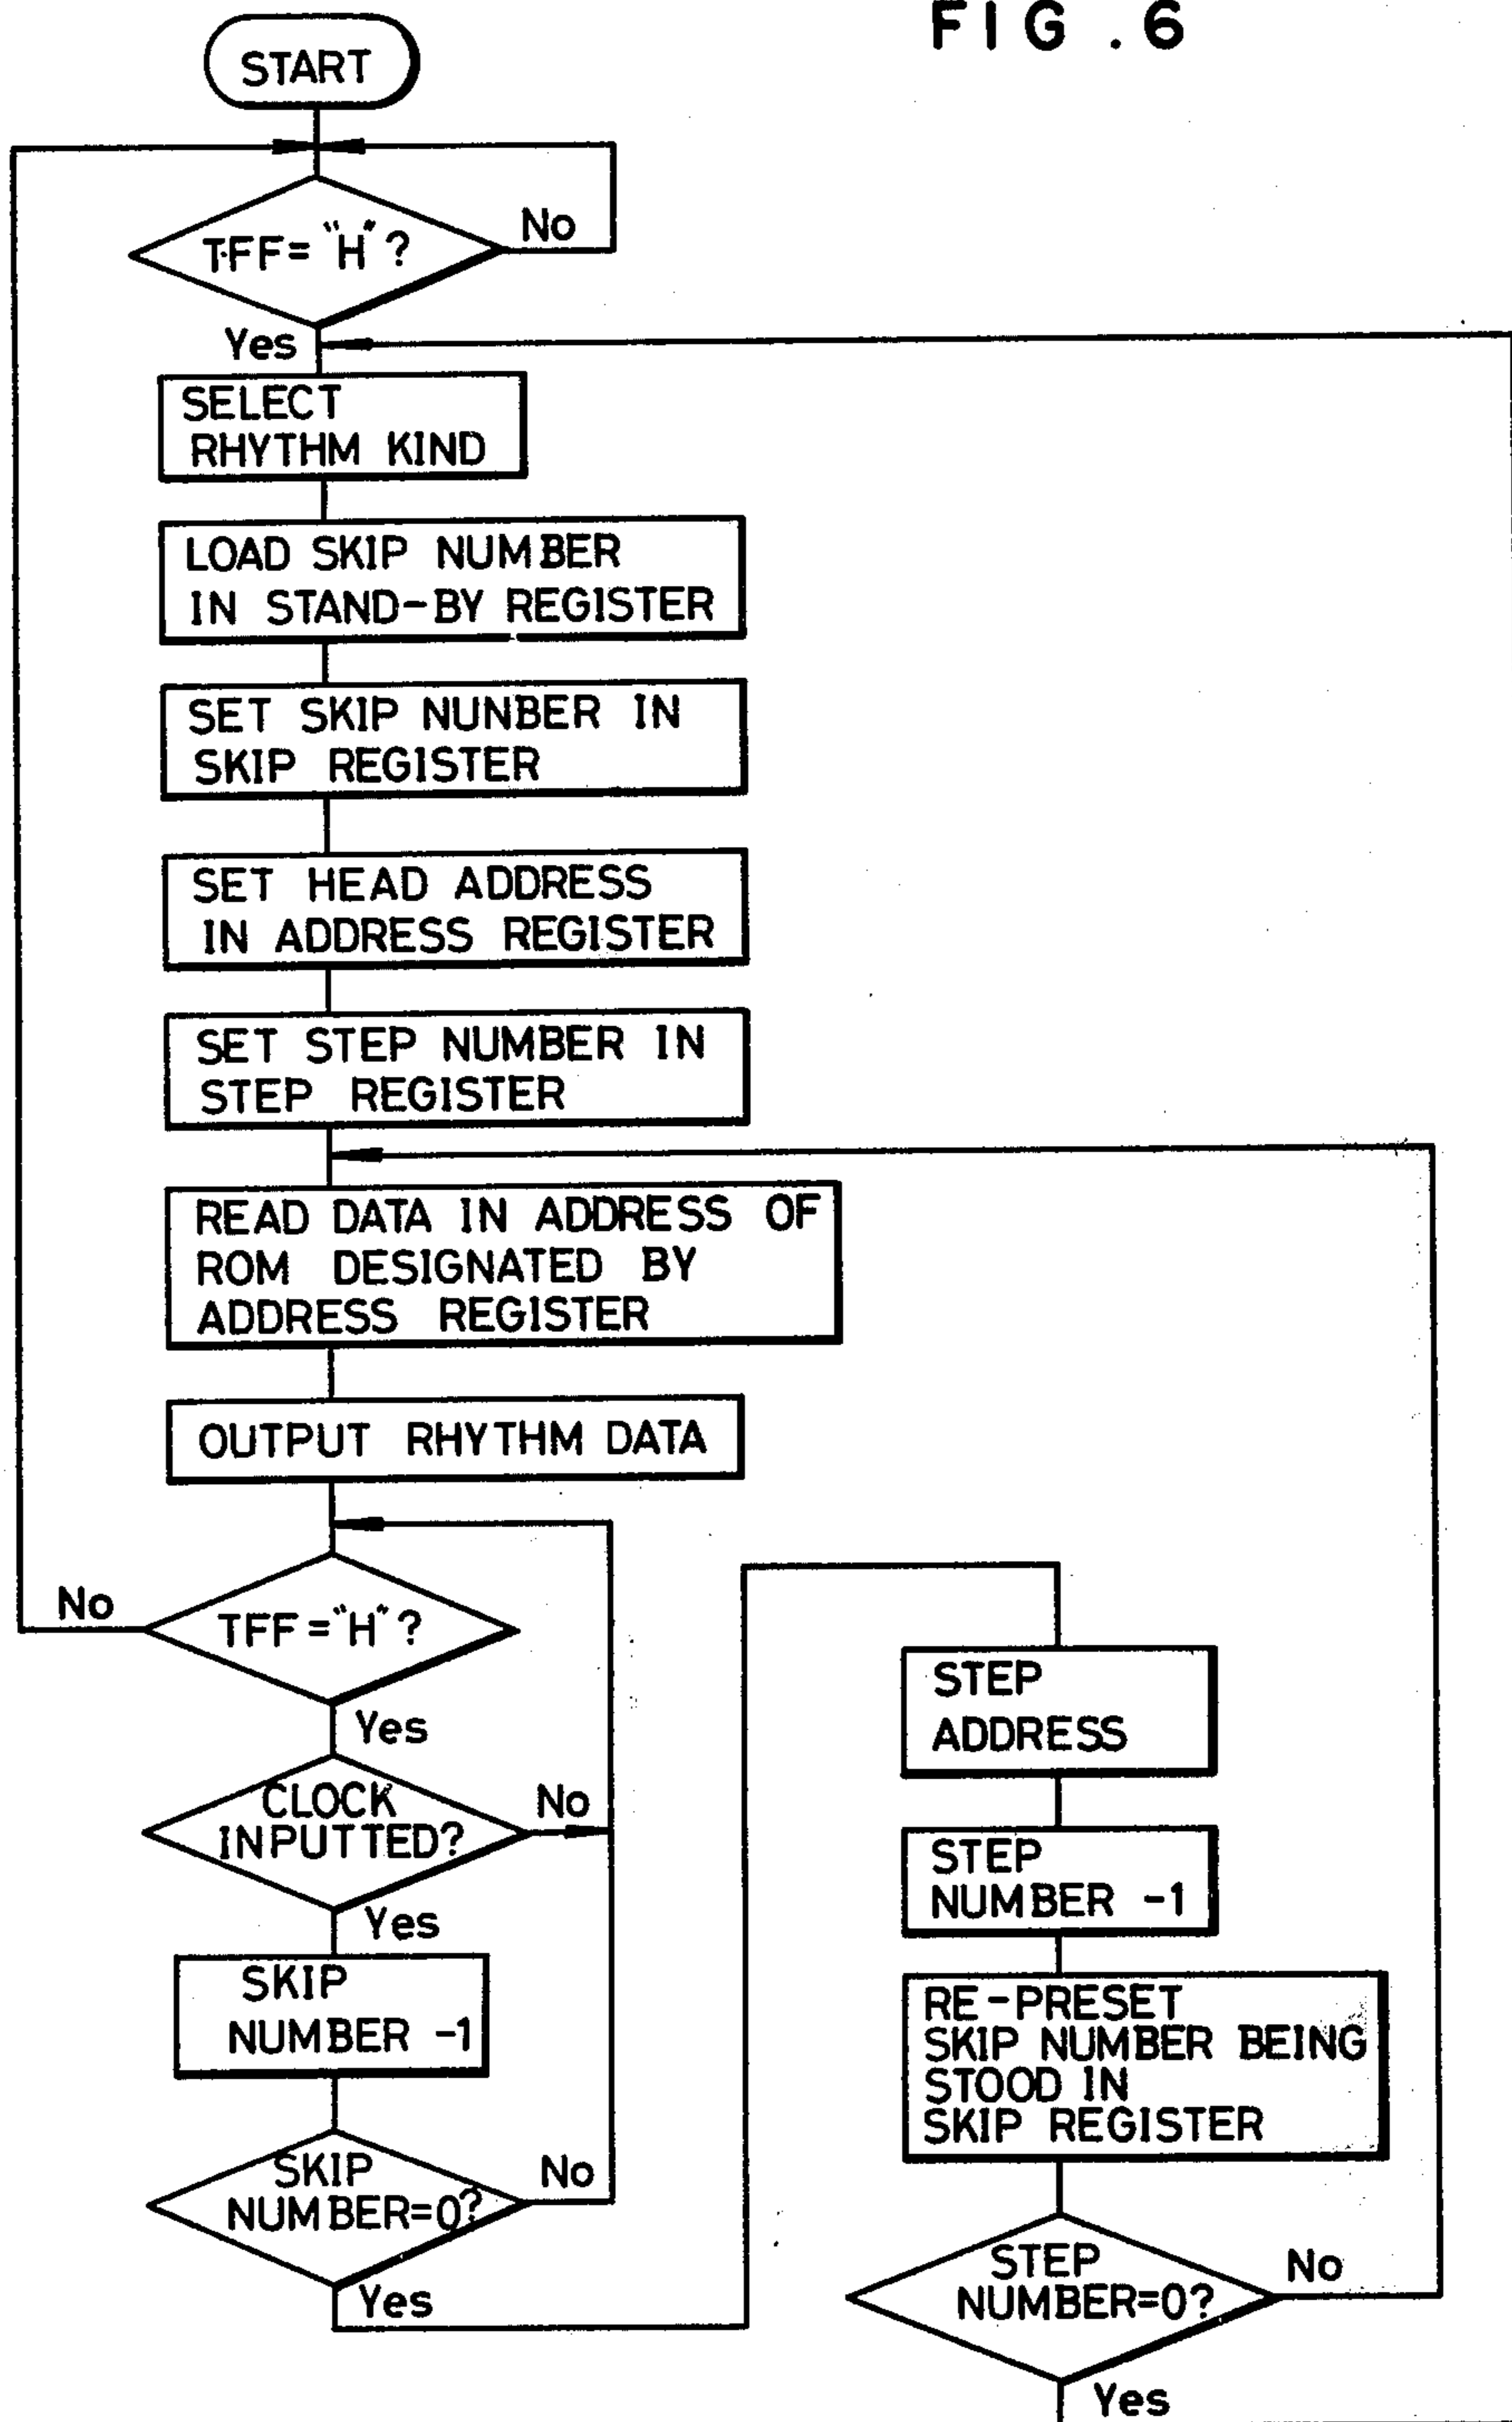 FIG.6
START
TFF="H"?
No
Yes
SELECT
RHYTHM KIND
LOAD SKIP NUMBER
IN STAND-BY REGISTER
SET SKIP NUNBER IN
SKIP REGISTER
SET HEAD ADDRESS
IN ADDRESS REGISTER
SET STEP NUMBER IN
STEP REGISTER
READ DATA IN ADDRESS OF
ROM DESIGNATED BY
ADDRESS REGISTER
OUTPUT RHYTHM DATA
No
TFF="H"?
Yes
CLOCK
INPUTTED?
No
Yes
SKIP
NUMBER -1
SKIP
NUMBER=0?
No
Yes
STEP
ADDRESS
STEP
NUMBER -1
RE-PRESET
SKIP NUMBER BEING
STOOD IN
SKIP REGISTER
STEP
NUMBER=0?
No
Yes